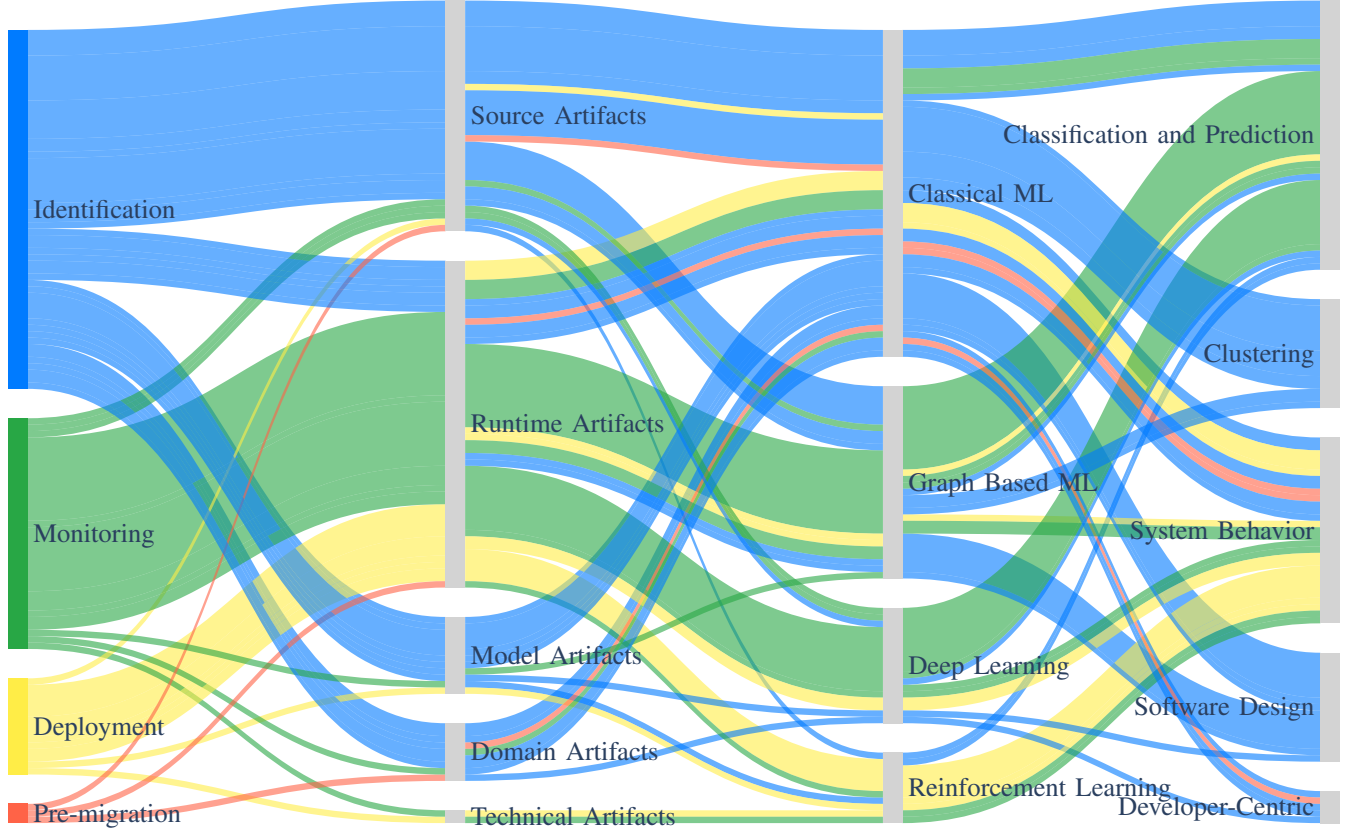 Identification
Monitoring
Deployment
Pre-migration
Source Artifacts
Runtime Artifacts
Model Artifacts
Domain Artifacts
Technical Artifacts
Classical ML
Graph Based ML
Deep Learning
Reinforcement Learning
Classification and Prediction
Clustering
System Behavior
Software Design
Developer-Centric